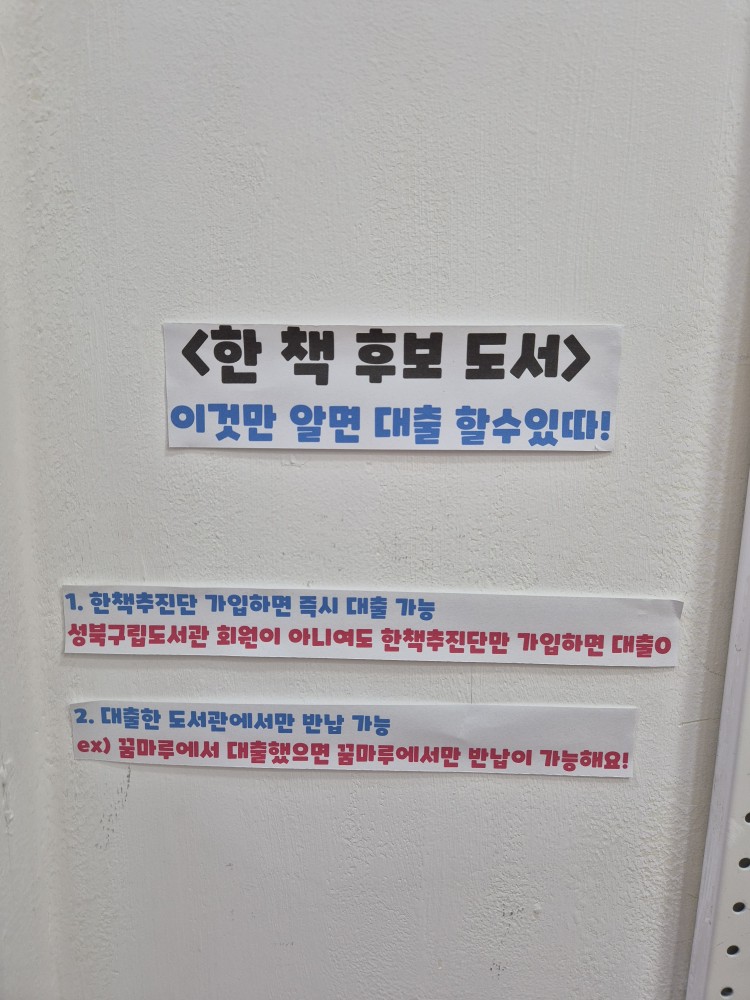 <한 책 후보 도서>
이것만 알면 대출 할수있따!
1. 한책추진단 가입하면 즉시 대출 가능
성북구립도서관 회원이 아니여도 한책추진단만 가입하면 대출O
2. 대출한 도서관에서만 반납 가능
ex) 꿈마루에서 대출했으면 꿈마루에서만 반납이 가능해요!